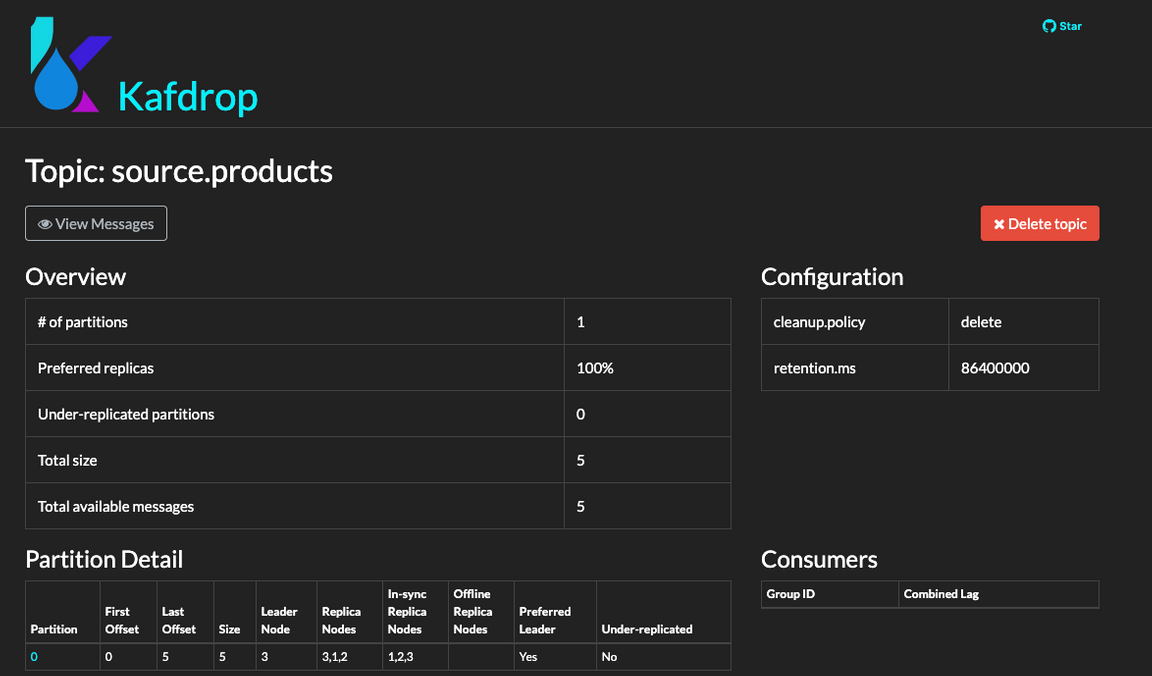 Star
Kafdrop
Topic: source.products
View Messages
Delete topic
Overview
# of partitions 1
Preferred replicas 100%
Under-replicated partitions 0
Total size 5
Total available messages 5
Configuration
cleanup.policy delete
retention.ms 86400000
Partition Detail
Partition First Offset Last Offset Size Leader Node Replica Nodes In-sync Replica Nodes Offline Replica Nodes Preferred Leader Under-replicated
0 0 5 5 3 3,1,2 1,2,3 Yes No
Consumers
Group ID Combined Lag